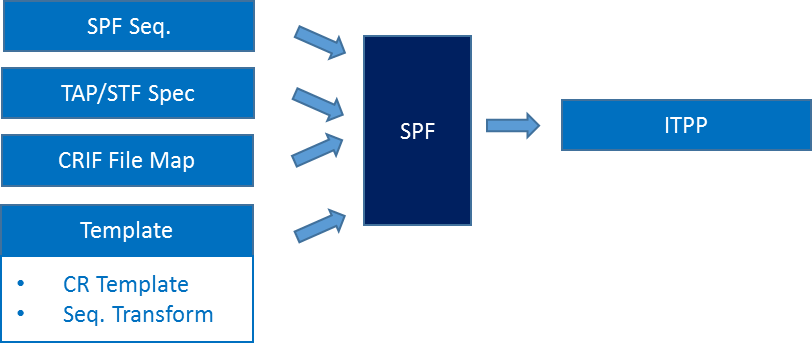 SPF Seq.
TAP/STF Spec
CRIF File Map
Template
• CR Template
• Seq. Transform
SPF
ITPP